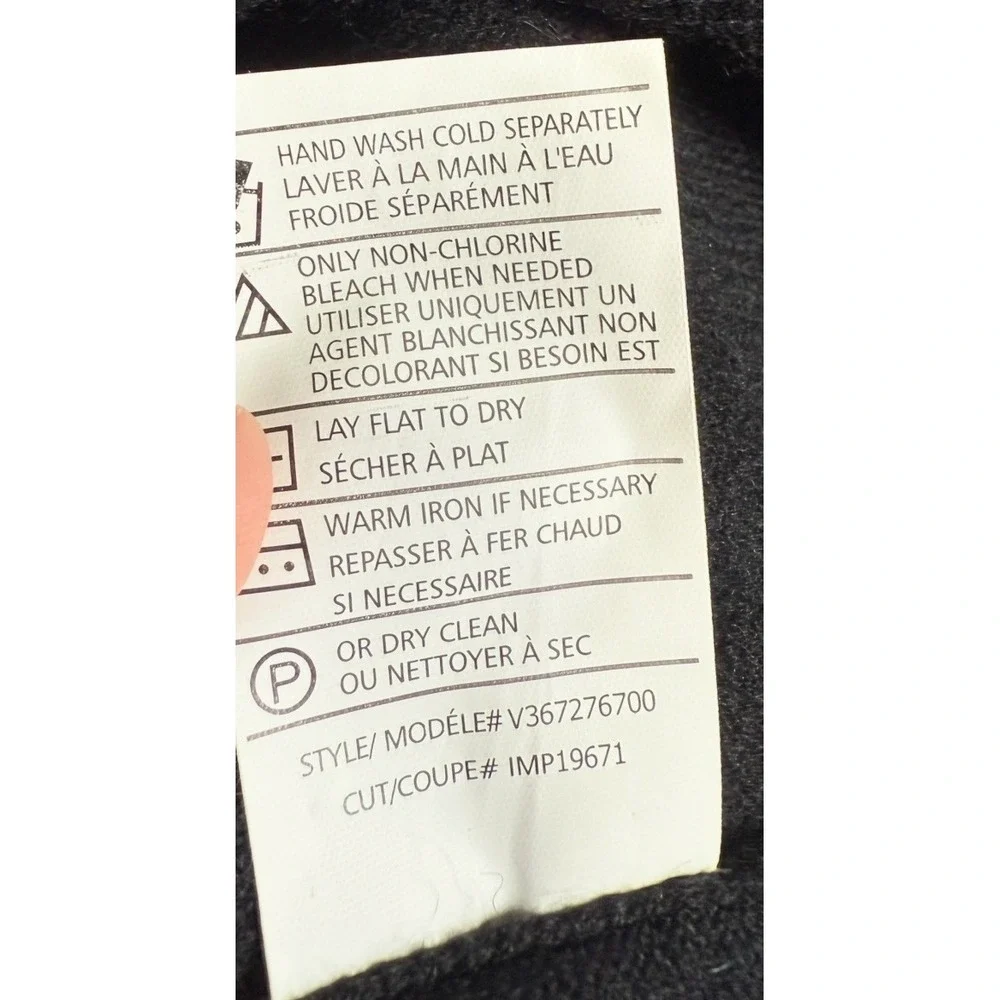 HAND WASH COLD SEPARATELY
LAVER À LA MAIN À L'EAU
FROIDE SÉPARÉMENT
ONLY NON-CHLORINE
BLEACH WHEN NEEDED
UTILISER UNIQUEMENT UN
AGENT BLANCHISSANT NON
DECOLORANT SI BESOIN EST
LAY FLAT TO DRY
SÉCHER À PLAT
WARM IRON IF NECESSARY
REPASSER À FER CHAUD
SI NECESSAIRE
P
OR DRY CLEAN
OU NETTOYER À SEC
STYLE/ MODÉLE# V367276700
CUT/COUPE# IMP19671